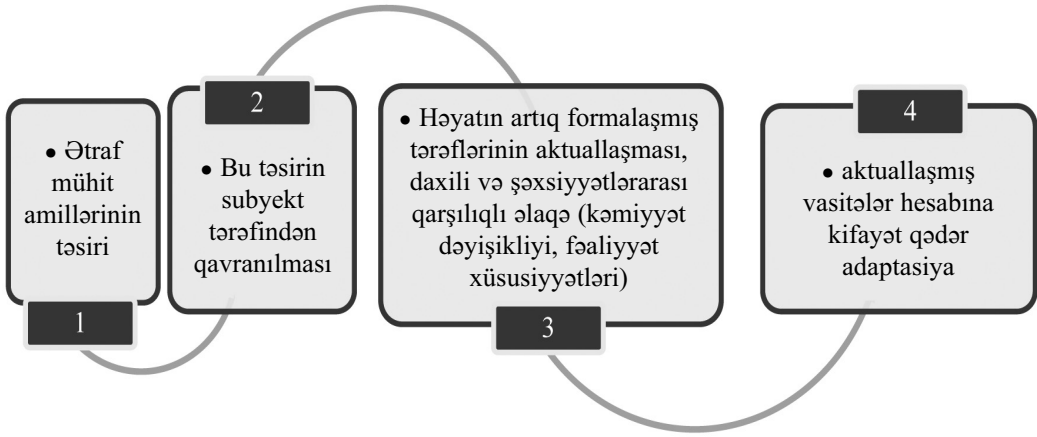 1
• Ətraf
mühit
amillərinin
təsiri
2
• Bu təsirin
subyekt
tərəfindən
qavranılması
3
• Həyatın artıq formalaşmış
tərəflərinin aktuallaşması,
daxili və şəxsiyyətlərarası
qarşılıqlı əlaqə (kəmiyyət
dəyişikliyi, fəaliyyət
xüsusiyyətləri)
4
• aktuallaşmış
vasitələr hesabına
kifayət qədər
adaptasiya